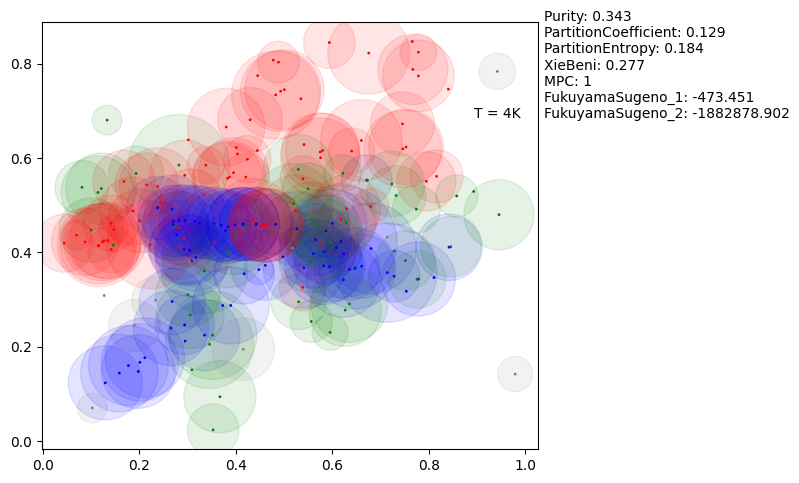 Purity: 0.343
PartitionCoefficient: 0.129
PartitionEntropy: 0.184
XieBeni: 0.277
MPC: 1
FukuyamaSugeno_1: -473.451
FukuyamaSugeno_2: -1882878.902
T = 4K
0.8
0.6
0.4
0.2
0.0
0.0 0.2 0.4 0.6 0.8 1.0